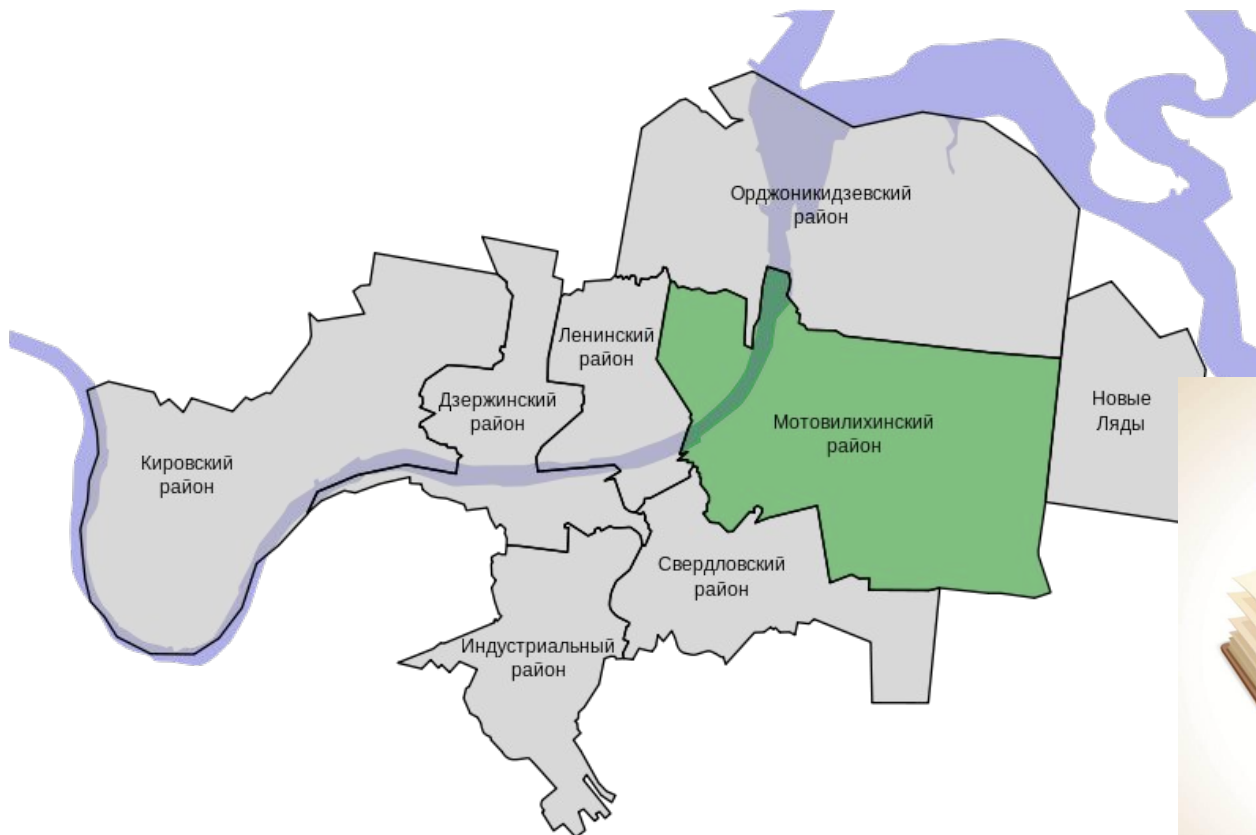 Орджоникидзевский
район
Ленинский
район
Дзержинский
район
Мотовилихинский
район
Новые
Ляды
Кировский
район
Свердловский
район
Индустриальный
район